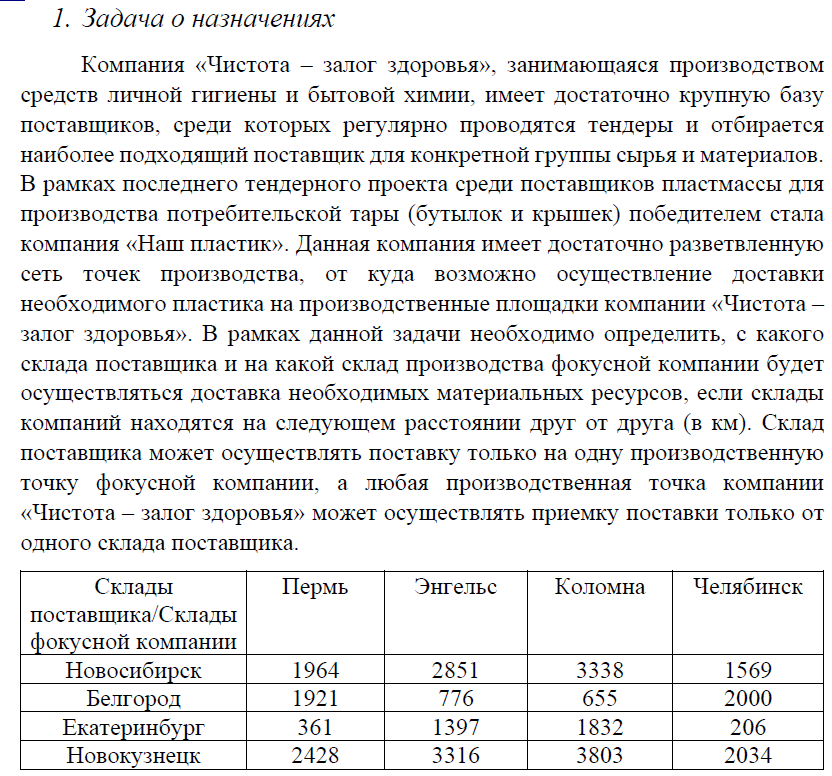 1. Задача о назначениях
Компания «Чистота – залог здоровья», занимающаяся производством
средств личной гигиены и бытовой химии, имеет достаточно крупную базу
поставщиков, среди которых регулярно проводятся тендеры и отбирается
наиболее подходящий поставщик для конкретной группы сырья и материалов.
В рамках последнего тендерного проекта среди поставщиков пластмассы для
производства потребительской тары (бутылок и крышек) победителем стала
компания «Наш пластик». Данная компания имеет достаточно разветвленную
сеть точек производства, от куда возможно осуществление доставки
необходимого пластика на производственные площадки компании «Чистота –
залог здоровья». В рамках данной задачи необходимо определить, с какого
склада поставщика и на какой склад производства фокусной компании будет
осуществляться доставка необходимых материальных ресурсов, если склады
компаний находятся на следующем расстоянии друг от друга (в км). Склад
поставщика может осуществлять поставку только на одну производственную
точку фокусной компании, а любая производственная точка компании
«Чистота – залог здоровья» может осуществлять приемку поставки только от
одного склада поставщика.
Склады поставщика/Склады фокусной компании Пермь Энгельс Коломна Челябинск
Новосибирск 1964 2851 3338 1569
Белгород 1921 776 655 2000
Екатеринбург 361 1397 1832 206
Новокузнецк 2428 3316 3803 2034